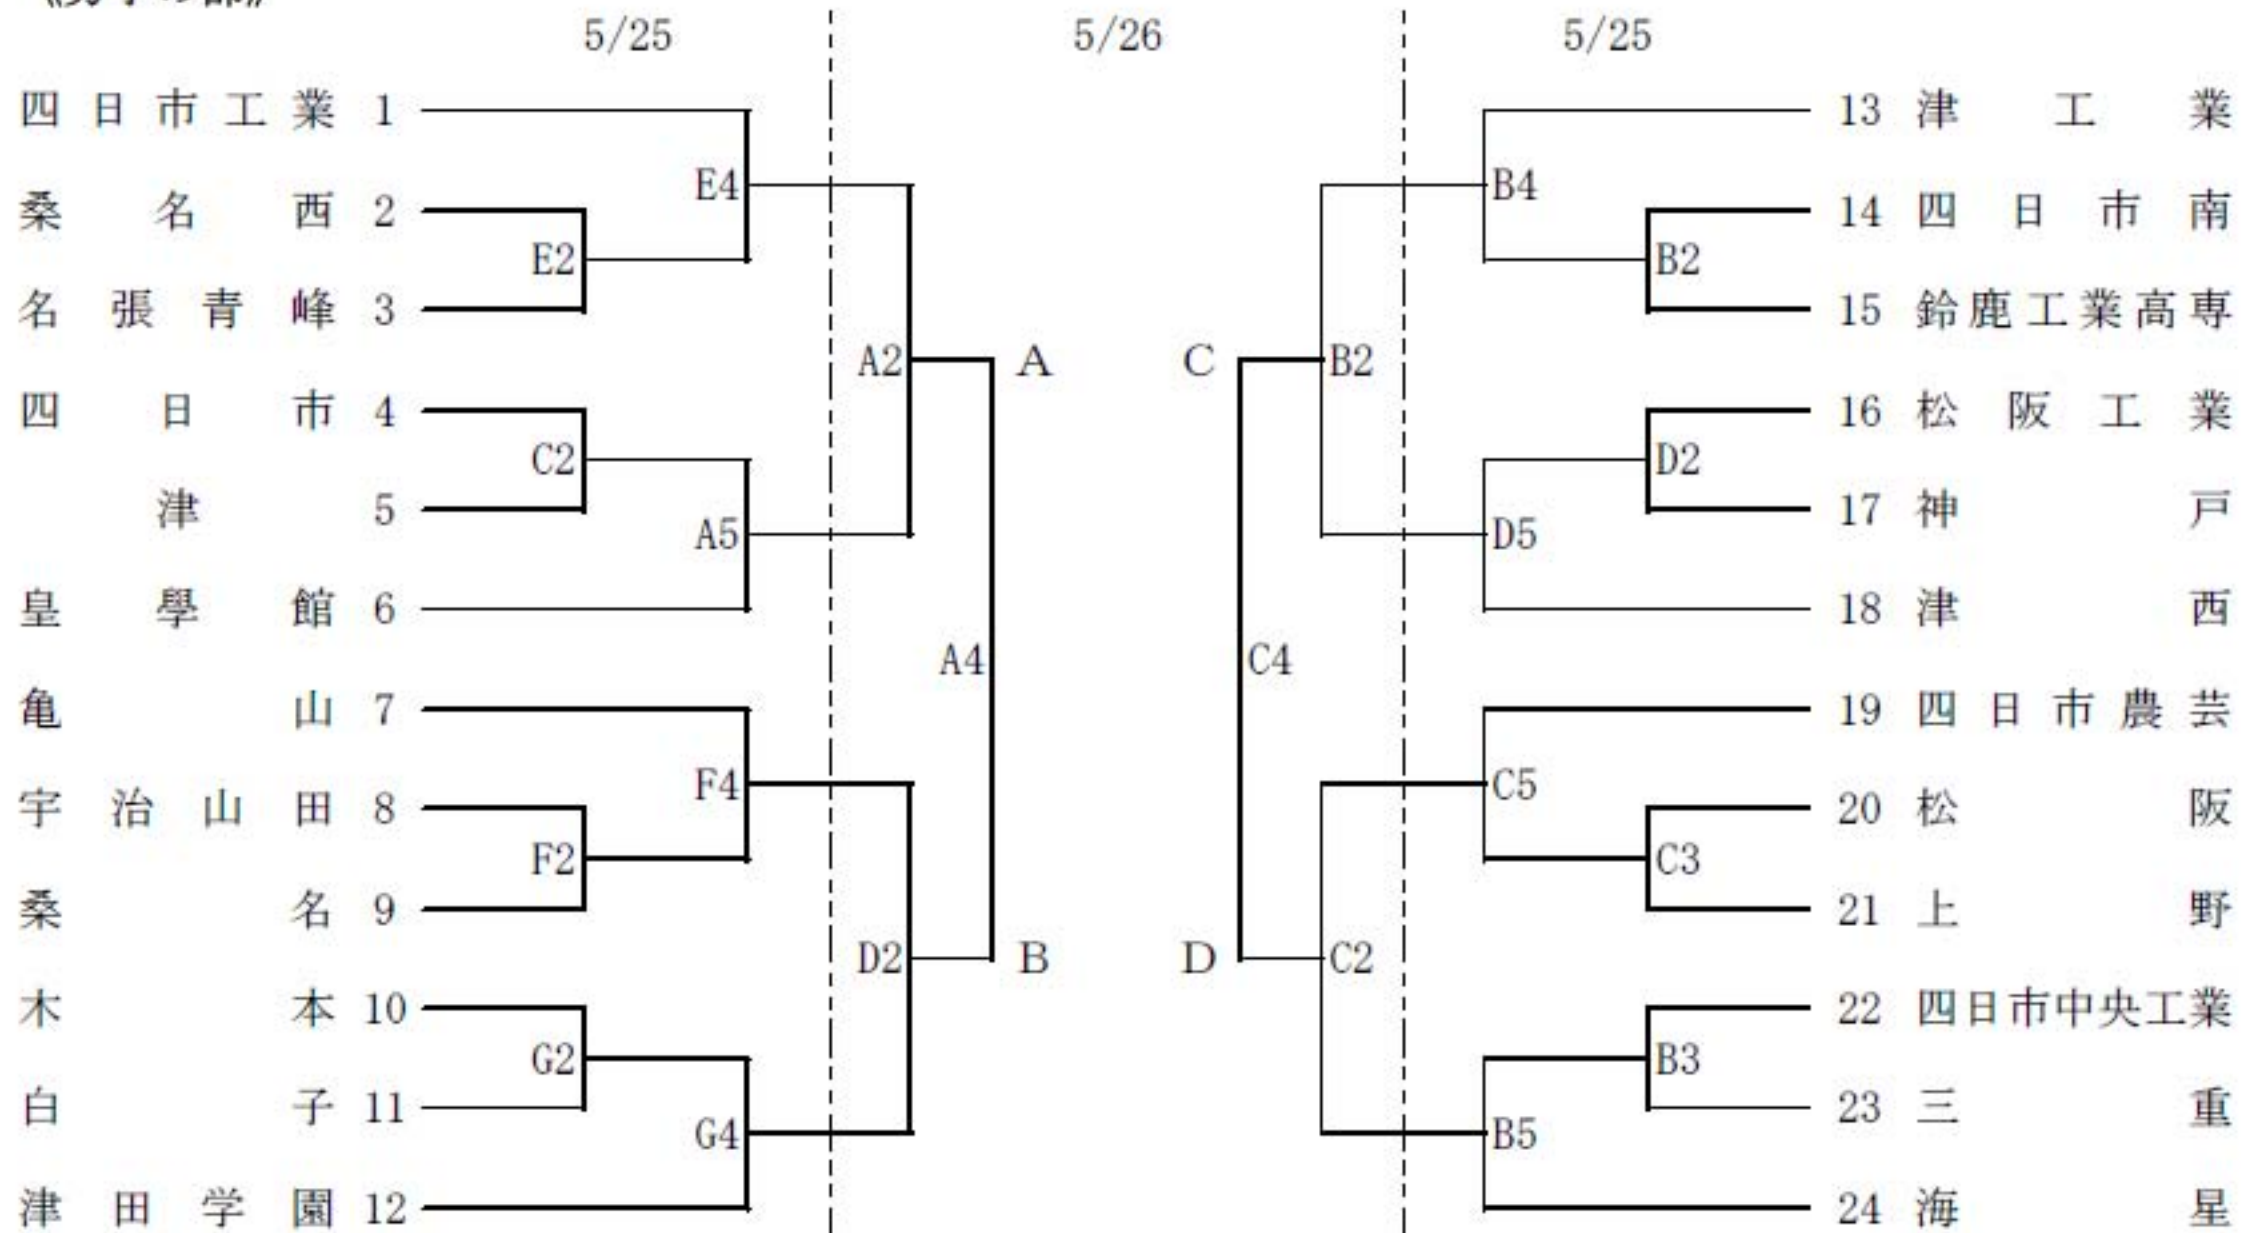 5/25 5/26 5/25
四日市工業 1 13 津工業
E4 B4
桑名西 2 14 四日市南
E2 B2
名張青峰 3 15 鈴鹿工業高専
A2 A C B2
四日市 4 16 松阪工業
C2 D2
津 5 17 神戸
A5 D5
皇學館 6 18 津西
A4 C4
亀山 7 19 四日市農芸
F4 C5
宇治山田 8 20 松阪
F2 C3
桑名 9 21 上野
D2 B D C2
木本 10 22 四日市中央工業
G2 B3
白子 11 23 三重
G4 B5
津田学園 12 24 海星